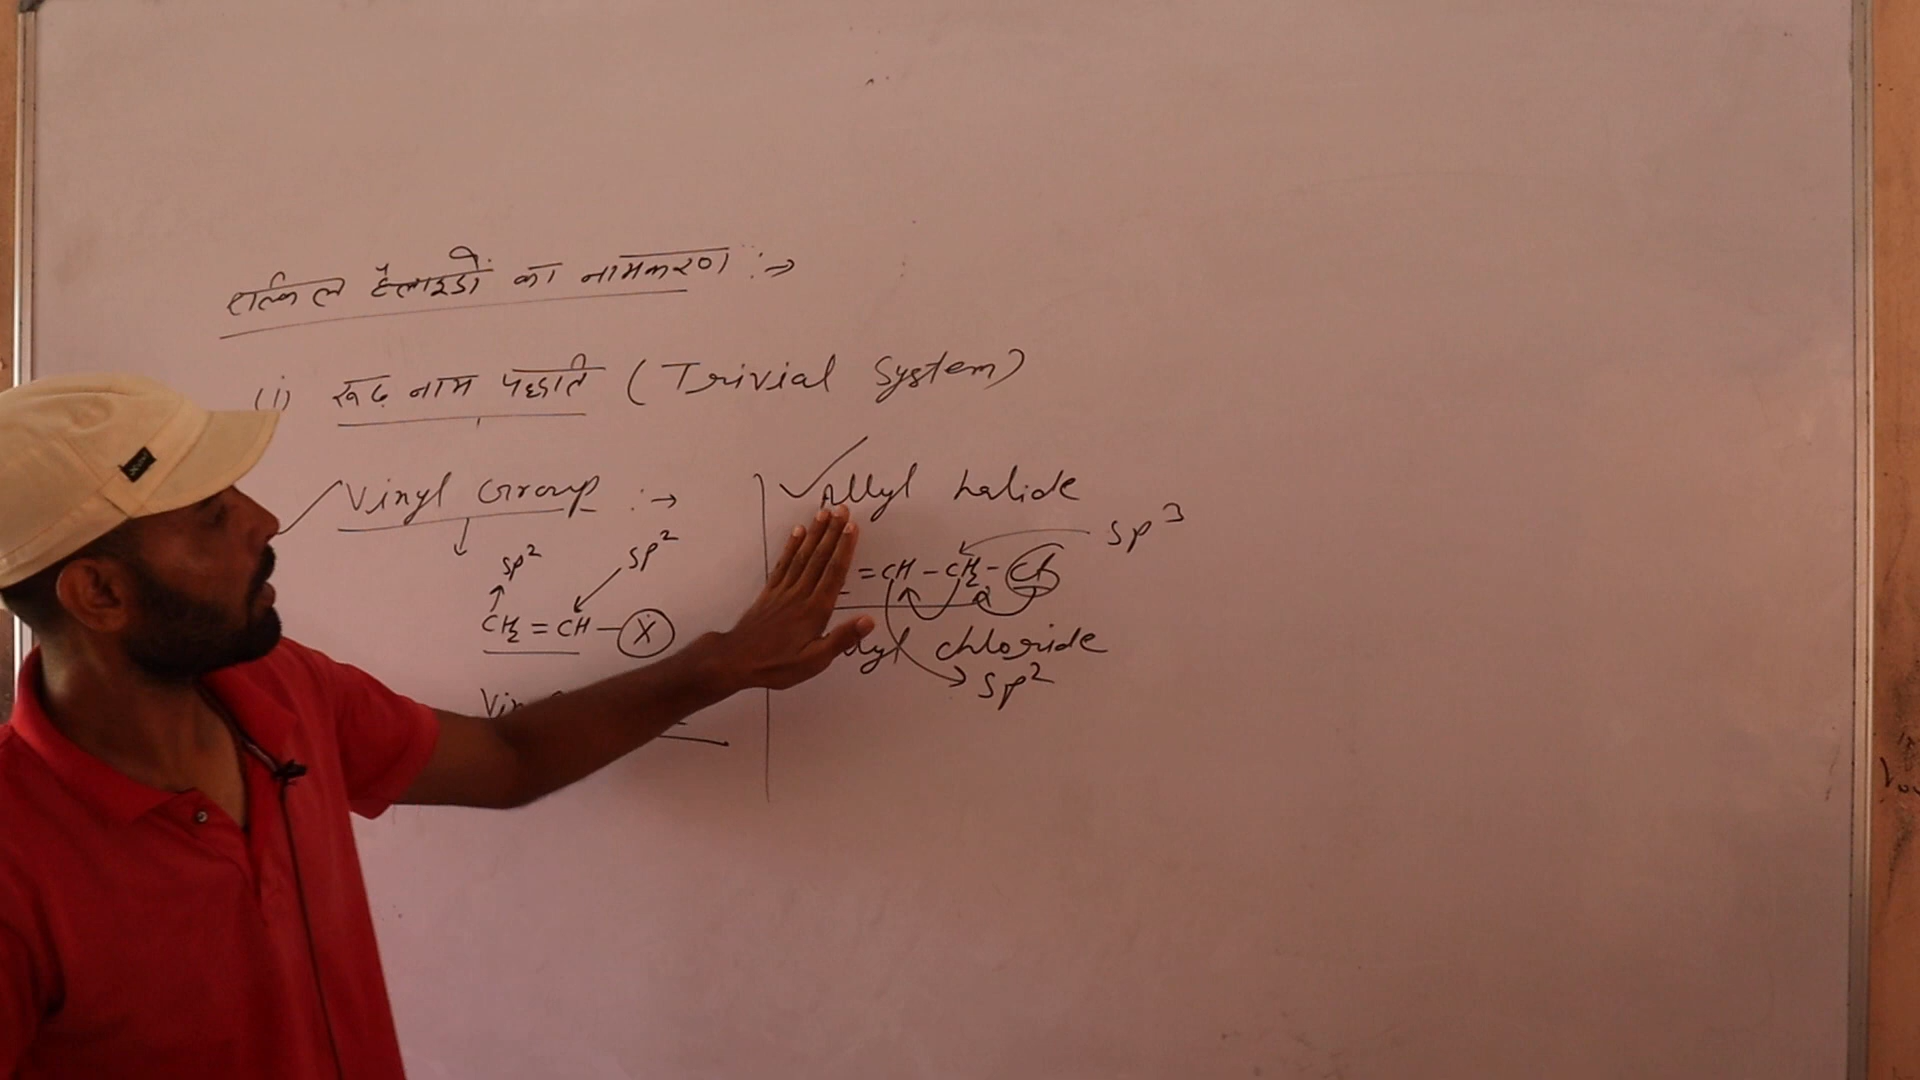 एल्किल हैलाइडों का नामकरण :→
(i) रूढ़ नाम पद्धति (Trivial System)
Vinyl Group :→
sp² sp²
CH₂ = CH – X
Allyl halide
sp³
= CH – CH₂ – Cl
chloride
sp²